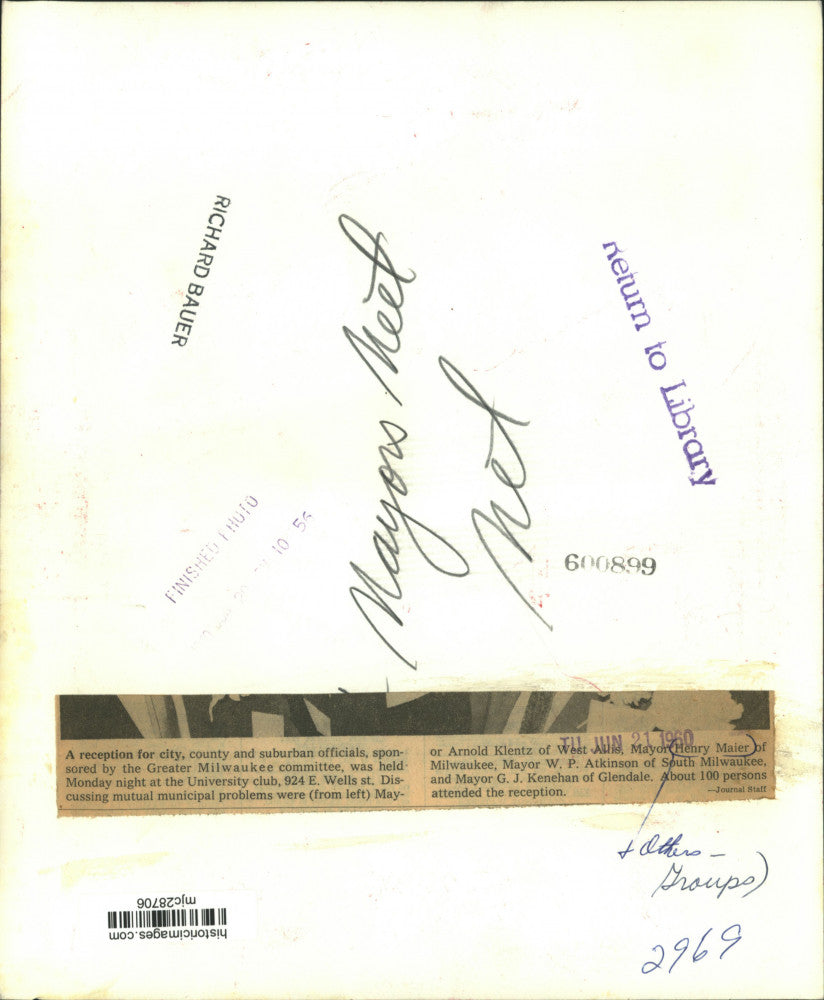 RICHARD BAUER
Return to Library
Mayors Meet
Met
FINISHED PHOTO
10 56
600899
TU JUN 21 1960
A reception for city, county and suburban officials, spon-
sored by the Greater Milwaukee committee, was held
Monday night at the University club, 924 E. Wells st. Dis-
cussing mutual municipal problems were (from left) May-
or Arnold Klentz of West Allis, Mayor Henry Maier of
Milwaukee, Mayor W. P. Atkinson of South Milwaukee,
and Mayor G. J. Kenehan of Glendale. About 100 persons
attended the reception.
—Journal Staff
+ Others –
Groups)
2969
historicimages.com
mjc28706